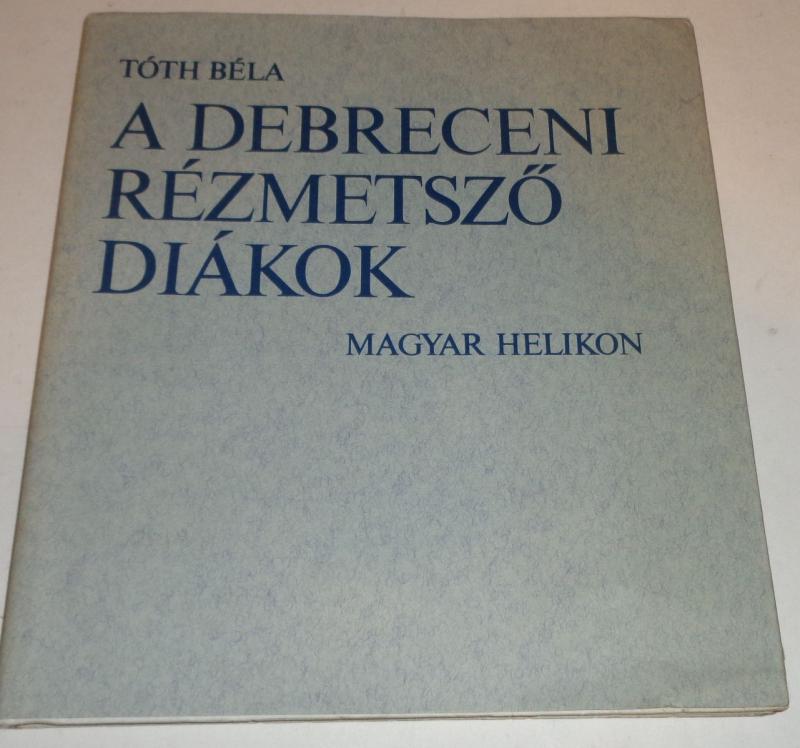 TÓTH BÉLA
A DEBRECENI
RÉZMETSZŐ
DIÁKOK
MAGYAR HELIKON